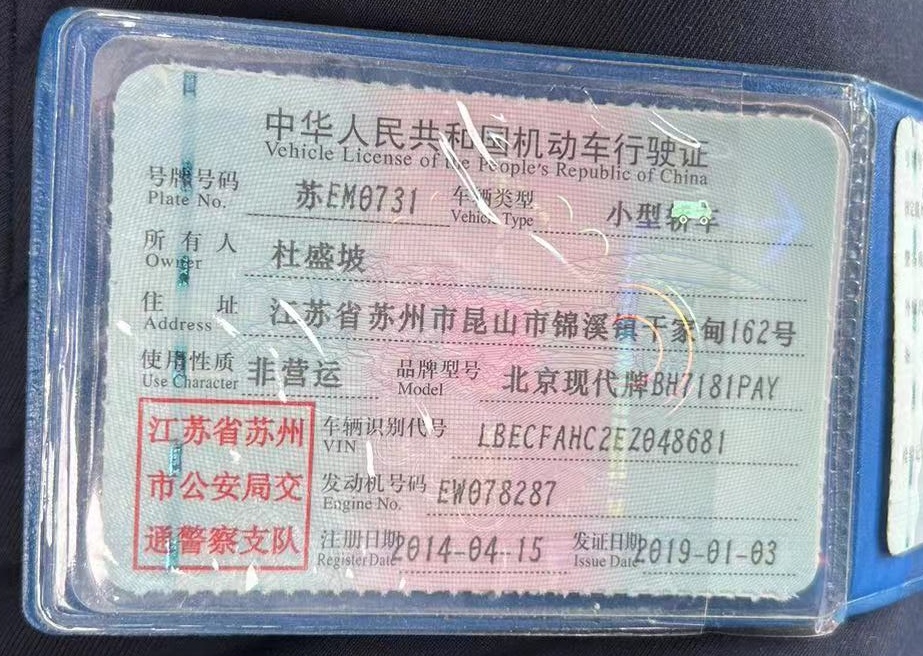 中华人民共和国机动车行驶证
Vehicle License of the People's Republic of China
号牌号码 苏EM0731 车辆类型 小型轿车
Plate No. Vehicle Type
所有人 杜盛坡
Owner
住址 江苏省苏州市昆山市锦溪镇干家甸162号
Address
使用性质 非营运 品牌型号 北京现代牌BH7181PAY
Use Character Model
江苏省苏州
市公安局交
通警察支队
车辆识别代号 LBECFAHC2EZ048681
VIN
发动机号码 EW078287
Engine No.
注册日期 2014-04-15 发证日期 2019-01-03
Register Date Issue Date